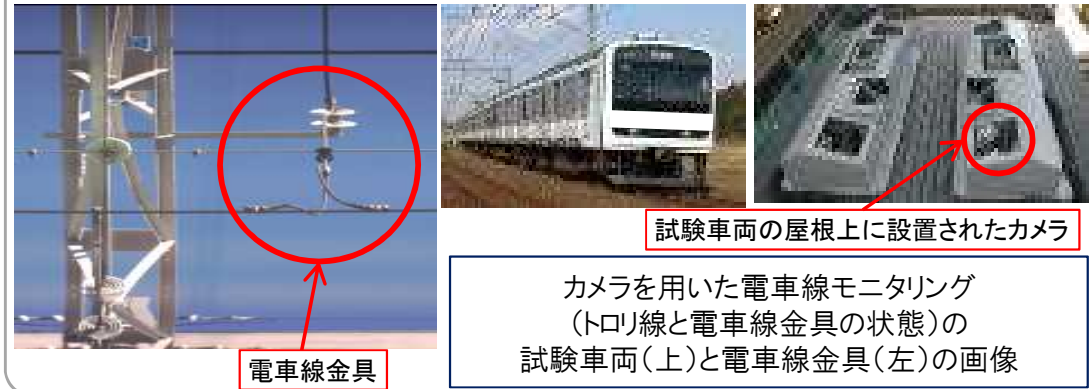 試験車両の屋根上に設置されたカメラ
カメラを用いた電車線モニタリング
(トロリ線と電車線金具の状態)の
試験車両(上)と電車線金具(左)の画像
電車線金具